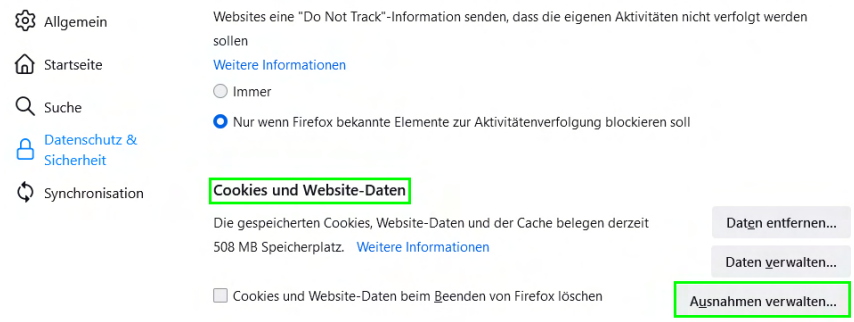 Allgemein
Startseite
Suche
Datenschutz &
Sicherheit
Synchronisation
Websites eine "Do Not Track"-Information senden, dass die eigenen Aktivitäten nicht verfolgt werden
sollen
Weitere Informationen
Immer
Nur wenn Firefox bekannte Elemente zur Aktivitätenverfolgung blockieren soll
Cookies und Website-Daten
Die gespeicherten Cookies, Website-Daten und der Cache belegen derzeit
508 MB Speicherplatz. Weitere Informationen
Daten entfernen...
Daten verwalten...
Cookies und Website-Daten beim Beenden von Firefox löschen
Ausnahmen verwalten...